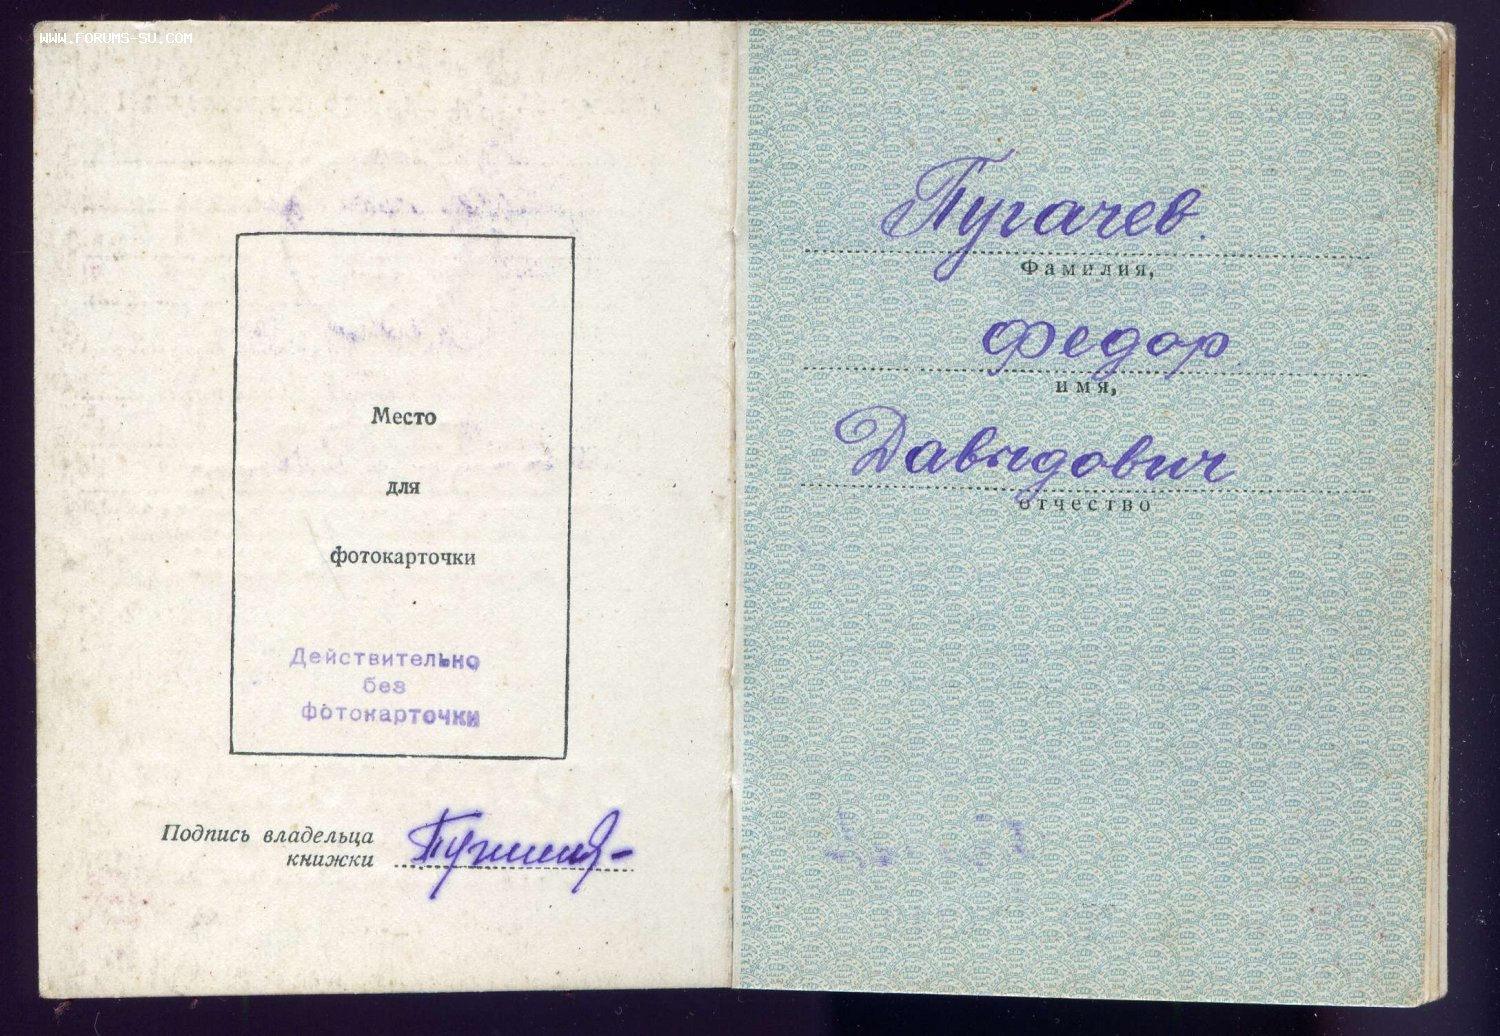 WWW.FORUMS-SU.COM
Место
для
фотокарточки
Действительно
без
фотокарточки
Подпись владельца
книжки
Пугачев
Фамилия,
Федор
имя,
Давыдович
отчество